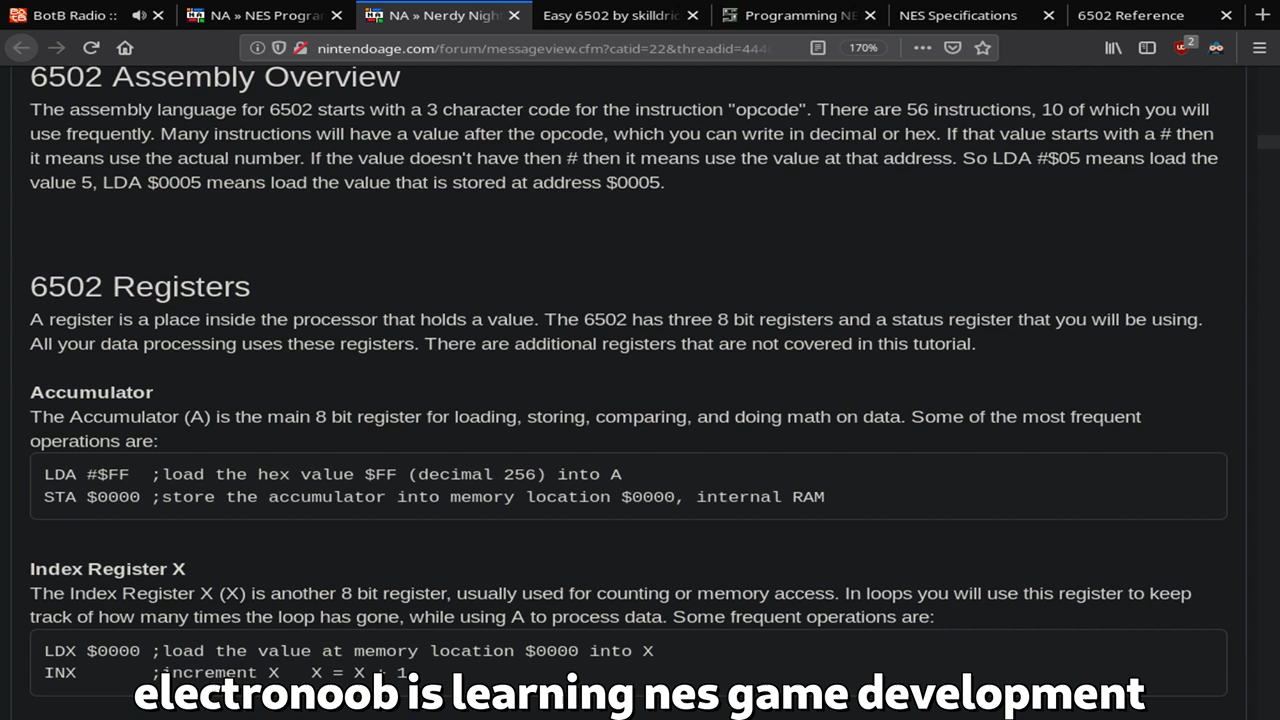 BotB Radio ::
NA » NES Progra
NA » Nerdy Nigh
Easy 6502 by skilldric
Programming NE
NES Specifications
6502 Reference
nintendoage.com/forum/messageview.cfm?catid=22&threadid=444
170%
2
6502 Assembly Overview
The assembly language for 6502 starts with a 3 character code for the instruction "opcode". There are 56 instructions, 10 of which you will
use frequently. Many instructions will have a value after the opcode, which you can write in decimal or hex. If that value starts with a # then
it means use the actual number. If the value doesn't have then # then it means use the value at that address. So LDA #$05 means load the
value 5, LDA $0005 means load the value that is stored at address $0005.
6502 Registers
A register is a place inside the processor that holds a value. The 6502 has three 8 bit registers and a status register that you will be using.
All your data processing uses these registers. There are additional registers that are not covered in this tutorial.
Accumulator
The Accumulator (A) is the main 8 bit register for loading, storing, comparing, and doing math on data. Some of the most frequent
operations are:
LDA #$FF ;load the hex value $FF (decimal 256) into A
STA $0000 ;store the accumulator into memory location $0000, internal RAM
Index Register X
The Index Register X (X) is another 8 bit register, usually used for counting or memory access. In loops you will use this register to keep
track of how many times the loop has gone, while using A to process data. Some frequent operations are:
LDX $0000 ;load the value at memory location $0000 into X
INX ;increment X X = X + 1
electronoob is learning nes game development